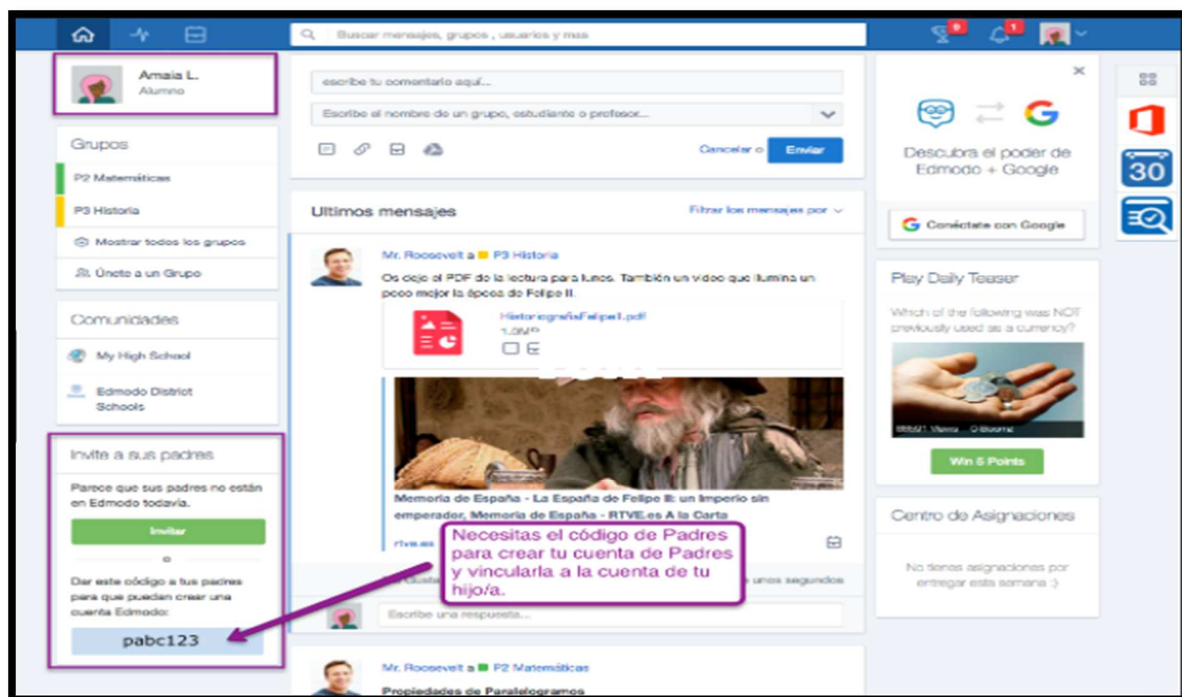 Buscar mensajes, grupos , usuarios y mas
9
1
Amaia L.
Alumno
Grupos
P2 Matemáticas
P3 Historia
Mostrar todos los grupos
Únete a un Grupo
Comunidades
My High School
Edmodo District
Schools
Invite a sus padres
Parece que sus padres no están
en Edmodo todavía.
Invitar
o
Dar este código a tus padres
para que puedan crear una
cuenta Edmodo:
pabc123
escribe tu comentario aquí...
Escribe el nombre de un grupo, estudiante o profesor...
Cancelar o
Enviar
Ultimos mensajes
Filtrar los mensajes por
Mr. Roosevelt a P3 Historia
Os dejo el PDF de la lectura para lunes. También un video que ilumina un
poco mejor la época de Felipe II.
Memoria de España - La España de Felipe II: un Imperio sin
emperador, Memoria de España - RTVE.es A la Carta
rtve.es
Necesitas el código de Padres
para crear tu cuenta de Padres
y vincularla a la cuenta de tu
hijo/a.
unos segundos
Escribe una respuesta...
Mr. Roosevelt a P2 Matemáticas
Propiedades de Paralelogramos
Descubra el poder de
Edmodo + Google
Conéctate con Google
Play Daily Teaser
Which of the following was NOT
previously used as a currency?
Win 5 Points
Centro de Asignaciones
No tienes asignaciones por
entregar esta semana :)
30